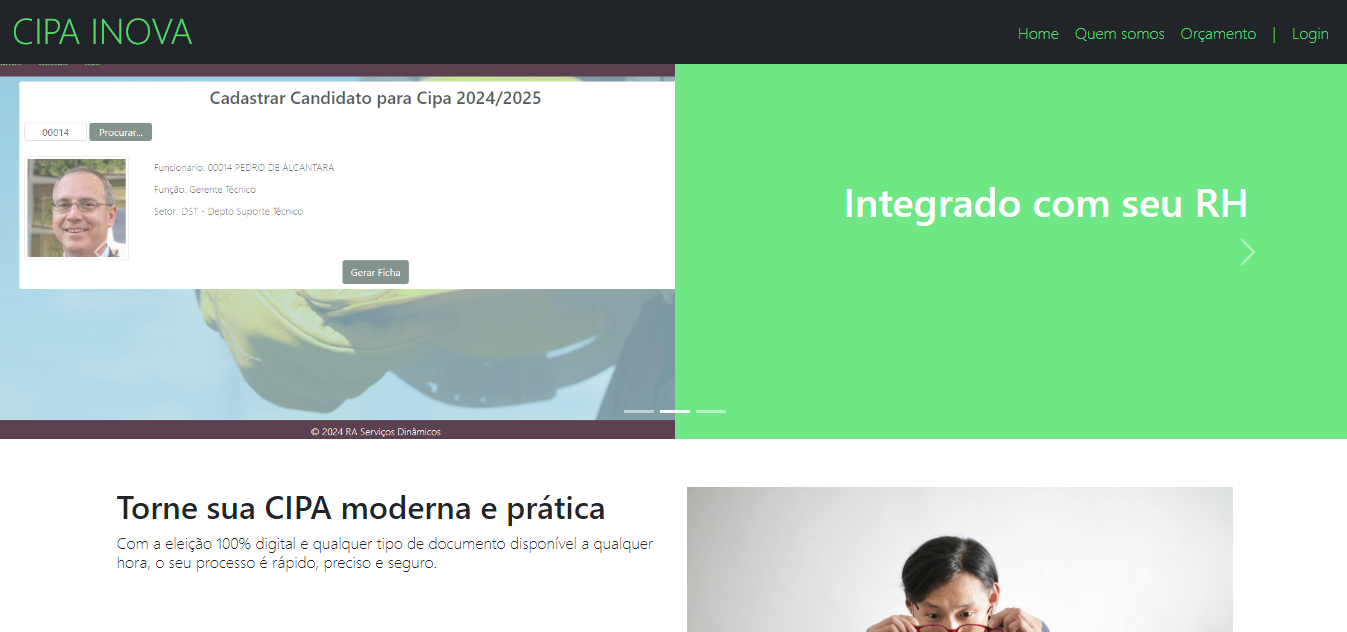 CIPA INOVA
Home Quem somos Orçamento | Login
Cadastrar Candidato para Cipa 2024/2025
00014 Procurar...
Funcionario: 00014 PEDRO DE ALCANTARA
Função: Gerente Técnico
Setor: DST - Depto Suporte Técnico
Gerar Ficha
Integrado com seu RH
© 2024 RA Serviços Dinâmicos
Torne sua CIPA moderna e prática
Com a eleição 100% digital e qualquer tipo de documento disponível a qualquer
hora, o seu processo é rápido, preciso e seguro.